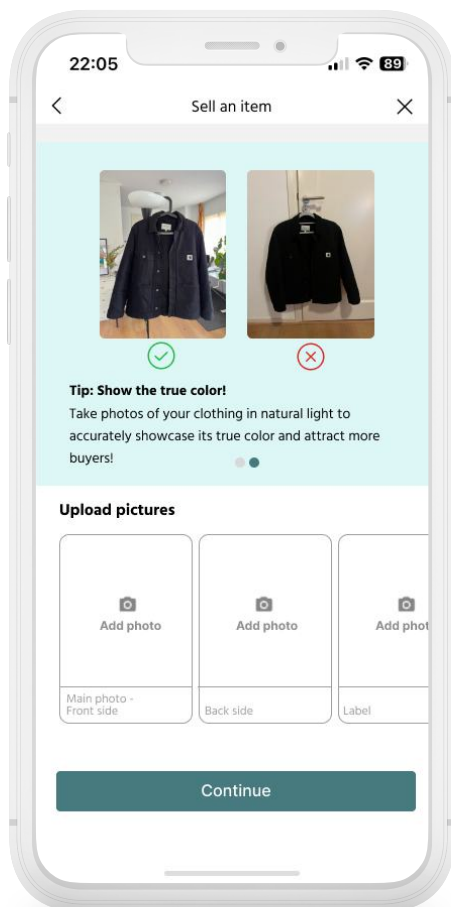 22:05
89
Sell an item
Tip: Show the true color!
Take photos of your clothing in natural light to
accurately showcase its true color and attract more
buyers!
Upload pictures
Add photo
Add photo
Add phot
Main photo -
Front side
Back side
Label
Continue